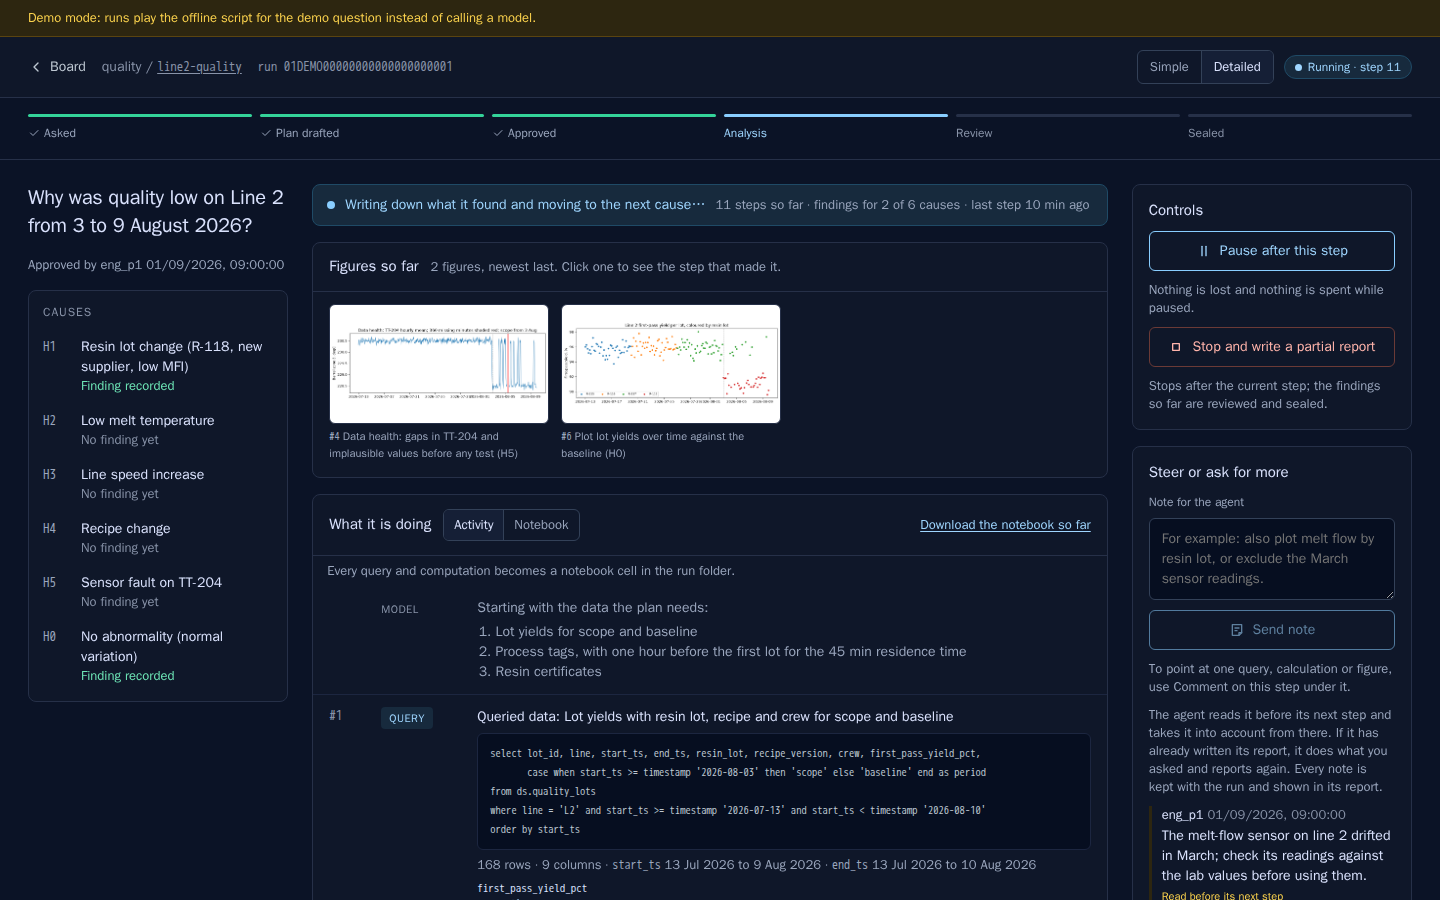 Demo mode: runs play the offline script for the demo question instead of calling a model.
Board quality / line2-quality run 01DEMO00000000000000000001
Simple Detailed Running · step 11
Asked Plan drafted Approved Analysis Review Sealed
Why was quality low on Line 2
from 3 to 9 August 2026?
Approved by eng_p1 01/09/2026, 09:00:00
CAUSES
H1 Resin lot change (R-118, new
supplier, low MFI)
Finding recorded
H2 Low melt temperature
No finding yet
H3 Line speed increase
No finding yet
H4 Recipe change
No finding yet
H5 Sensor fault on TT-204
No finding yet
H0 No abnormality (normal
variation)
Finding recorded
Writing down what it found and moving to the next cause··· 11 steps so far · findings for 2 of 6 causes · last step 10 min ago
Figures so far 2 figures, newest last. Click one to see the step that made it.
#4 Data health: gaps in TT-204 and
implausible values before any test (H5)
Line 2 first-pass yield per lot, coloured by resin lot
#6 Plot lot yields over time against the
baseline (H0)
What it is doing Activity Notebook Download the notebook so far
Every query and computation becomes a notebook cell in the run folder.
MODEL Starting with the data the plan needs:
1. Lot yields for scope and baseline
2. Process tags, with one hour before the first lot for the 45 min residence time
3. Resin certificates
#1 QUERY Queried data: Lot yields with resin lot, recipe and crew for scope and baseline
select lot_id, line, start_ts, end_ts, resin_lot, recipe_version, crew, first_pass_yield_pct,
case when start_ts >= timestamp '2026-08-03' then 'scope' else 'baseline' end as period
from ds.quality_lots
where line = 'L2' and start_ts >= timestamp '2026-07-13' and start_ts < timestamp '2026-08-10'
order by start_ts
168 rows · 9 columns · start_ts 13 Jul 2026 to 9 Aug 2026 · end_ts 13 Jul 2026 to 10 Aug 2026
first_pass_yield_pct
Controls
Pause after this step
Nothing is lost and nothing is spent while
paused.
Stop and write a partial report
Stops after the current step; the findings
so far are reviewed and sealed.
Steer or ask for more
Note for the agent
For example: also plot melt flow by
resin lot, or exclude the March
sensor readings.
Send note
To point at one query, calculation or figure,
use Comment on this step under it.
The agent reads it before its next step and
takes it into account from there. If it has
already written its report, it does what you
asked and reports again. Every note is
kept with the run and shown in its report.
eng_p1 01/09/2026, 09:00:00
The melt-flow sensor on line 2 drifted
in March; check its readings against
the lab values before using them.
Read before its next step